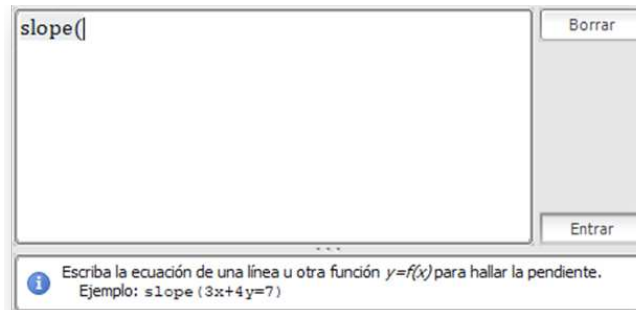 slope(
Borrar
Entrar
Escriba la ecuación de una línea u otra función y=f(x) para hallar la pendiente.
Ejemplo: slope(3x+4y=7)